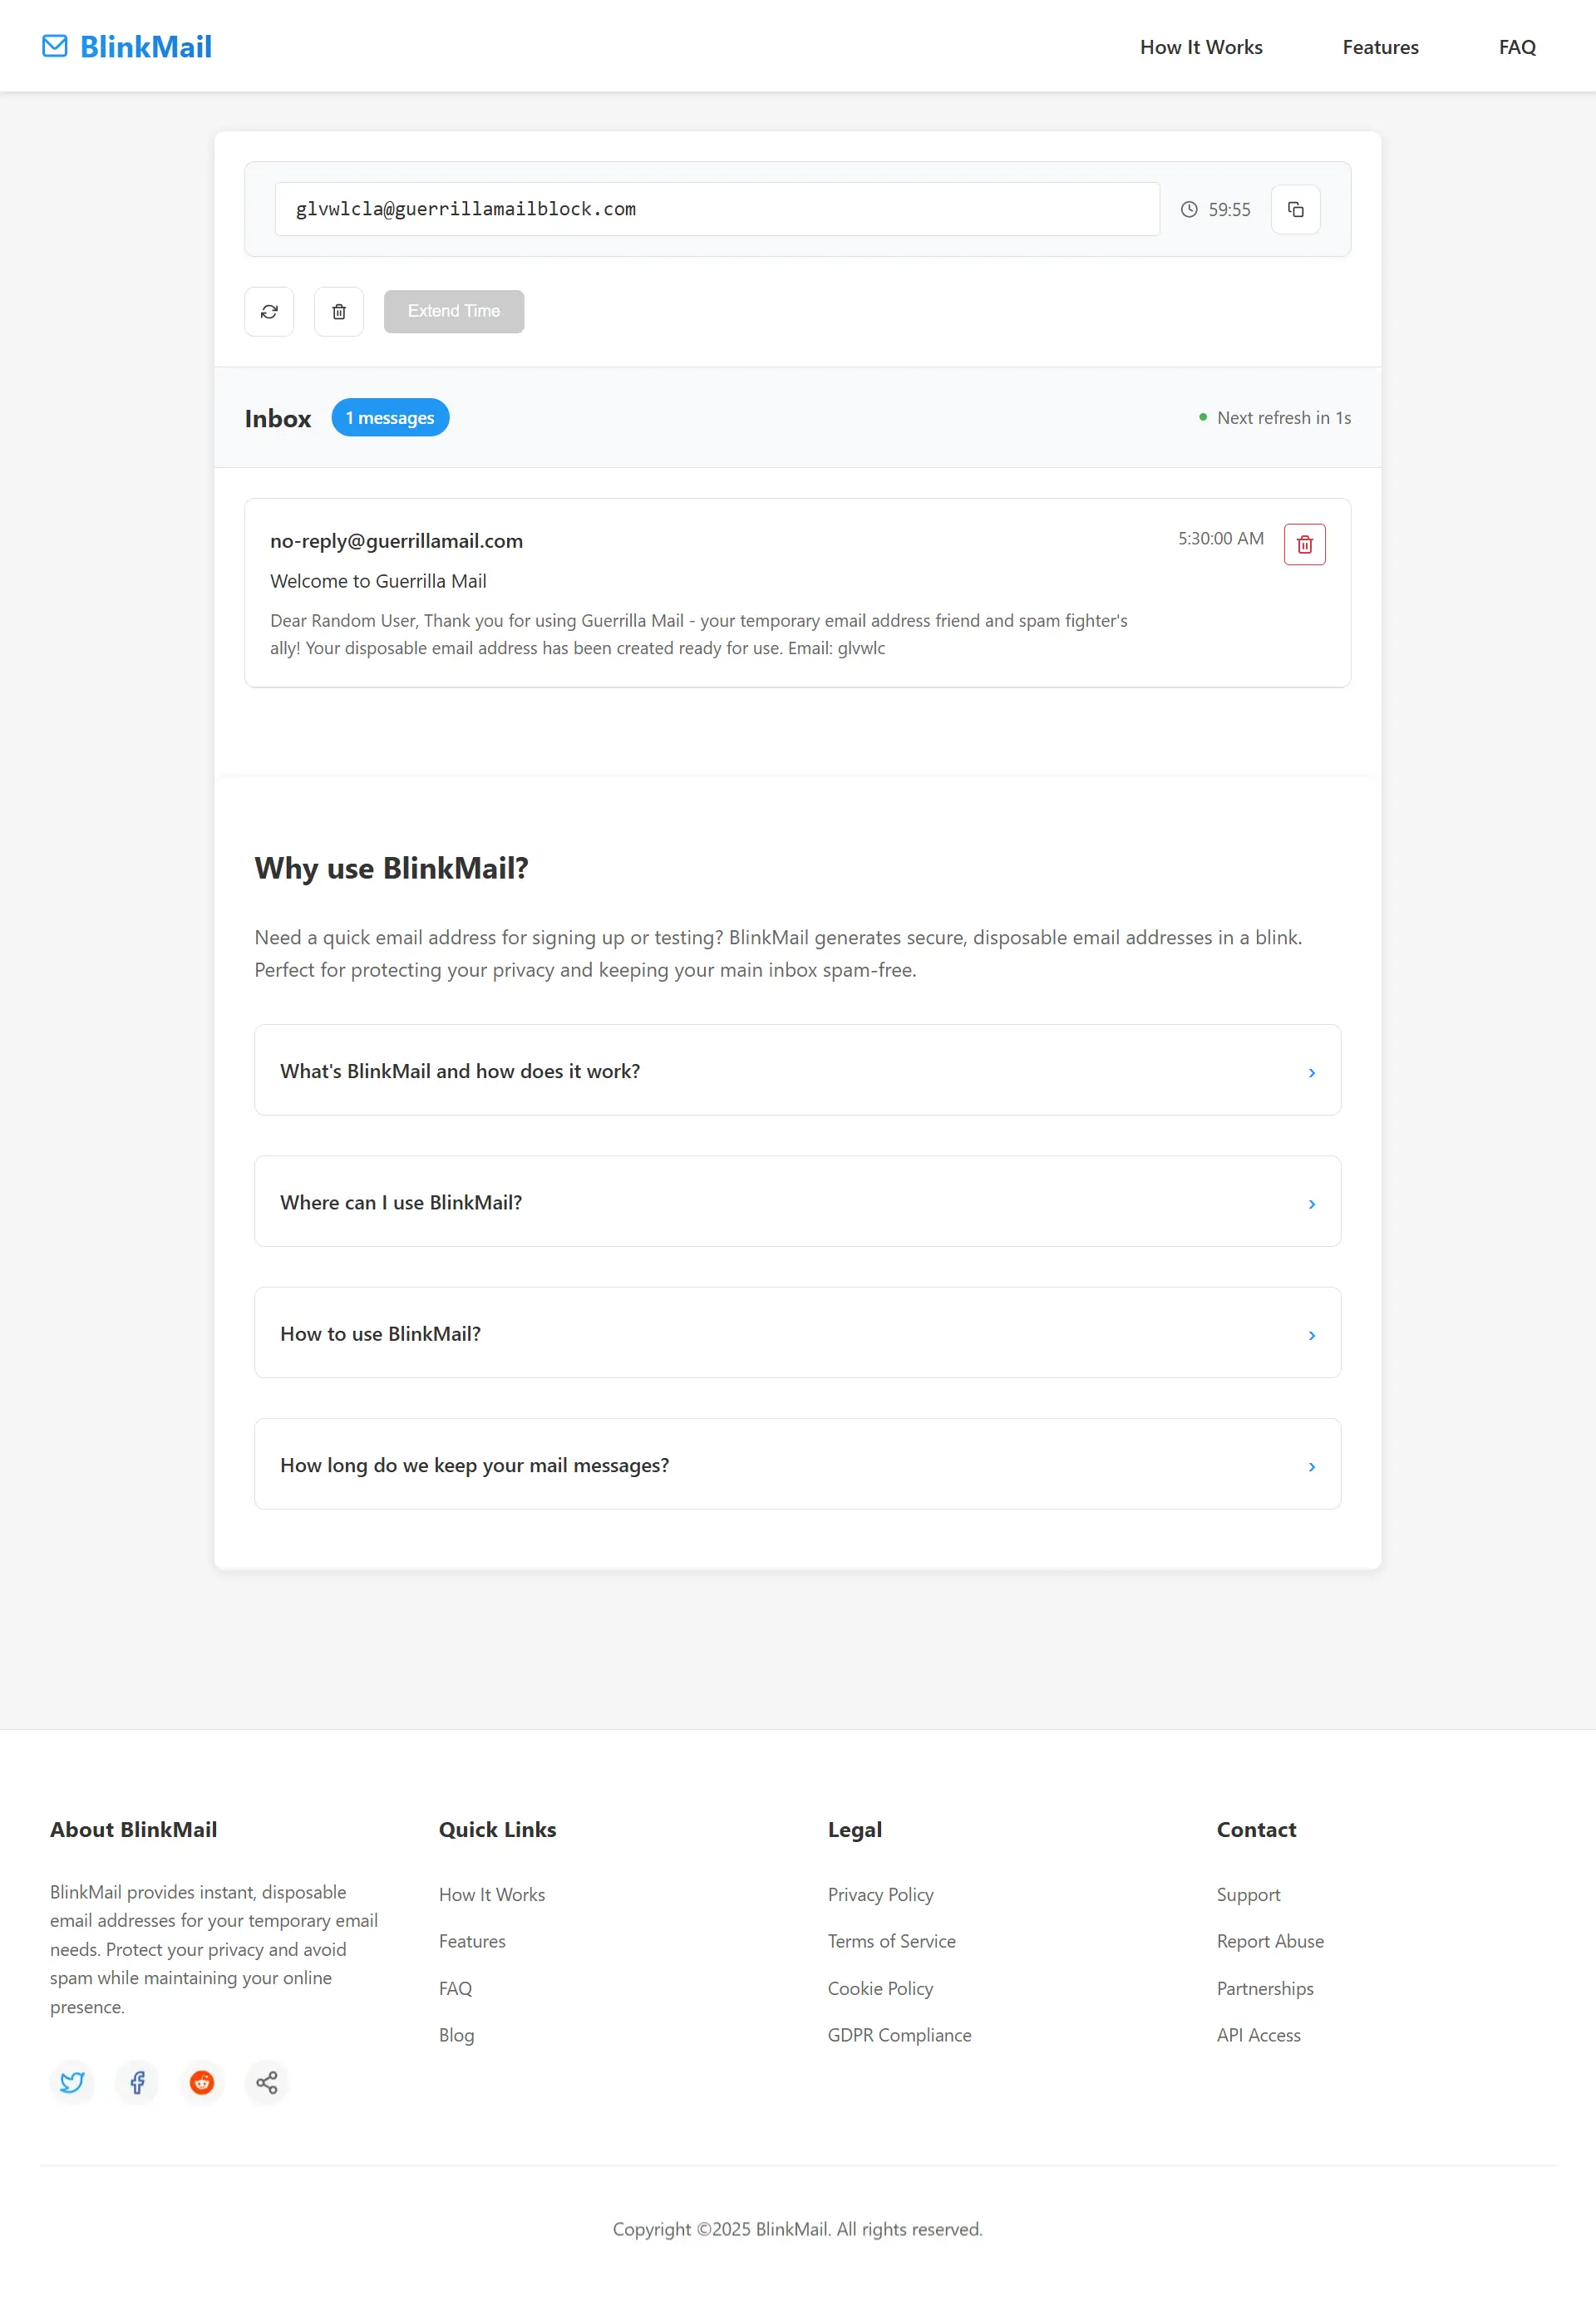 BlinkMail
How It Works
Features
FAQ
glvwlcla@guerrillamailblock.com
59:55
Extend Time
Inbox
1 messages
Next refresh in 1s
no-reply@guerrillamail.com
5:30:00 AM
Welcome to Guerrilla Mail
Dear Random User, Thank you for using Guerrilla Mail - your temporary email address friend and spam fighter's
ally! Your disposable email address has been created ready for use. Email: glvwlc
Why use BlinkMail?
Need a quick email address for signing up or testing? BlinkMail generates secure, disposable email addresses in a blink.
Perfect for protecting your privacy and keeping your main inbox spam-free.
What's BlinkMail and how does it work?
Where can I use BlinkMail?
How to use BlinkMail?
How long do we keep your mail messages?
About BlinkMail
BlinkMail provides instant, disposable
email addresses for your temporary email
needs. Protect your privacy and avoid
spam while maintaining your online
presence.
Quick Links
How It Works
Features
FAQ
Blog
Legal
Privacy Policy
Terms of Service
Cookie Policy
GDPR Compliance
Contact
Support
Report Abuse
Partnerships
API Access
Copyright ©2025 BlinkMail. All rights reserved.